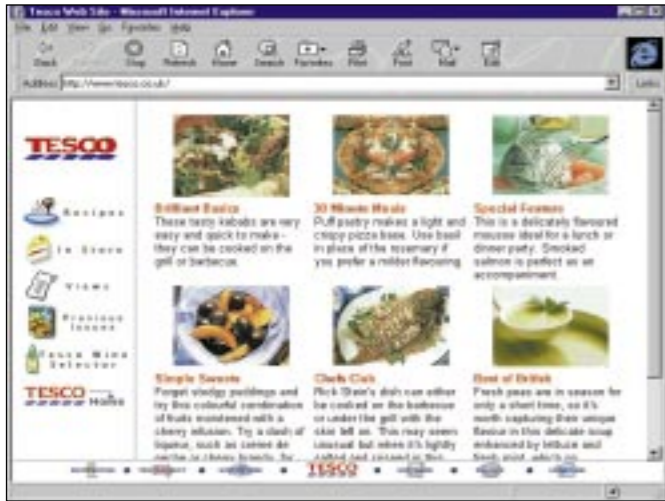 Tesco Web Site - Microsoft Internet Explorer
File Edit View Go Favorites Help
Back Stop Refresh Home Search Favorites Print Font Mail Edit
Address http://www.tesco.co.uk/ Links
TESCO
Recipes
In Store
Views
Previous
Issues
Tesco Wine
Selector
TESCO Home
Brilliant Basics
These tasty kebabs are very
easy and quick to make -
they can be cooked on the
grill or barbecue.
30 Minute Meals
Puff pastry makes a light and
crispy pizza base. Use basil
in place of the rosemary if
you prefer a milder flavouring.
Special Feature
This is a delicately flavoured
mousse ideal for a lunch or
dinner party. Smoked
salmon is perfect as an
accompaniment.
Simple Sweets
Forget stodgy puddings and
try this colourful combination
of fruits moistened with a
cherry infusion. Try a dash of
liqueur, such as creme de
Chefs Club
Rick Stein's dish can either
be cooked on the barbecue
or under the grill with the
skin left on. This may seem
unusual but when it's lightly
Best of British
Fresh peas are in season for
only a short time, so it's
worth capturing their unique
flavour in this delicate soup
enhanced by lettuce and
TESCO